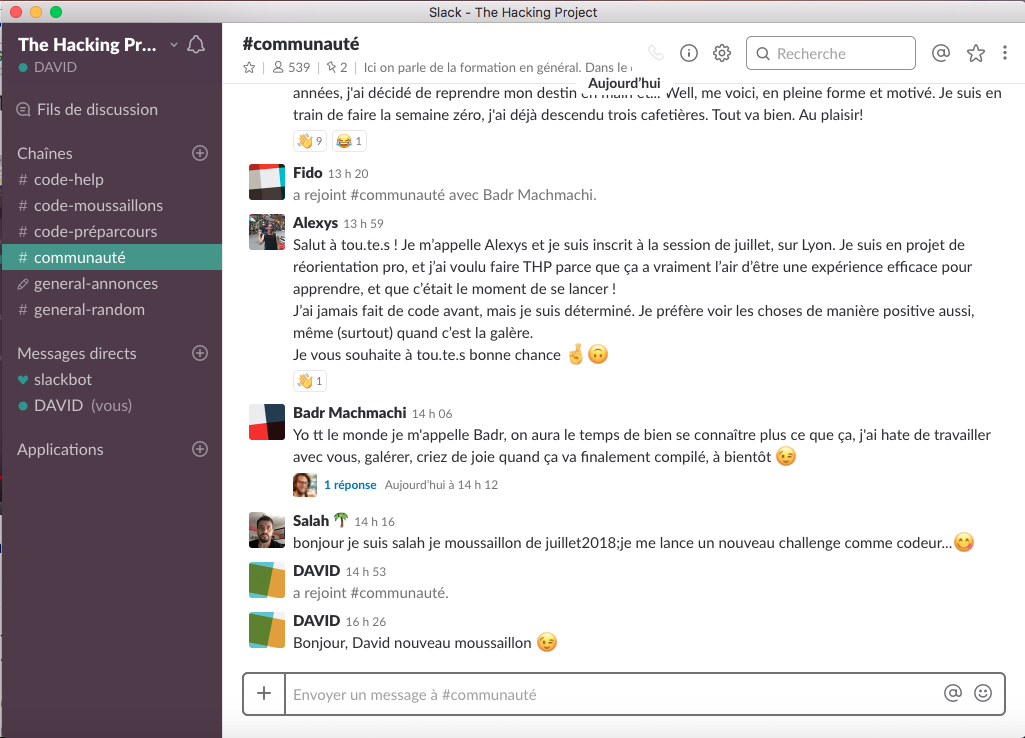 Slack - The Hacking Project
The Hacking Pr...
DAVID
Fils de discussion
Chaînes
# code-help
# code-moussaillons
# code-préparcours
# communauté
general-annonces
# general-random
Messages directs
slackbot
DAVID (vous)
Applications
#communauté
539 | 2 | Ici on parle de la formation en général. Dans le
Recherche
Aujourd'hui
années, j'ai décidé de reprendre mon destin en main et... Well, me voici, en pleine forme et motivé. Je suis en
train de faire la semaine zéro, j'ai déjà descendu trois cafetières. Tout va bien. Au plaisir!
👋 9 😂 1
Fido 13 h 20
a rejoint #communauté avec Badr Machmachi.
Alexys 13 h 59
Salut à tou.te.s ! Je m'appelle Alexys et je suis inscrit à la session de juillet, sur Lyon. Je suis en projet de
réorientation pro, et j'ai voulu faire THP parce que ça a vraiment l'air d'être une expérience efficace pour
apprendre, et que c'était le moment de se lancer !
J'ai jamais fait de code avant, mais je suis déterminé. Je préfère voir les choses de manière positive aussi,
même (surtout) quand c'est la galère.
Je vous souhaite à tou.te.s bonne chance 🤞🙃
👋 1
Badr Machmachi 14 h 06
Yo tt le monde je m'appelle Badr, on aura le temps de bien se connaître plus ce que ça, j'ai hate de travailler
avec vous, galérer, criez de joie quand ça va finalement compilé, à bientôt 😉
1 réponse Aujourd'hui à 14 h 12
Salah 🌴 14 h 16
bonjour je suis salah je moussaillon de juillet2018;je me lance un nouveau challenge comme codeur...😋
DAVID 14 h 53
a rejoint #communauté.
DAVID 16 h 26
Bonjour, David nouveau moussaillon 😉
Envoyer un message à #communauté